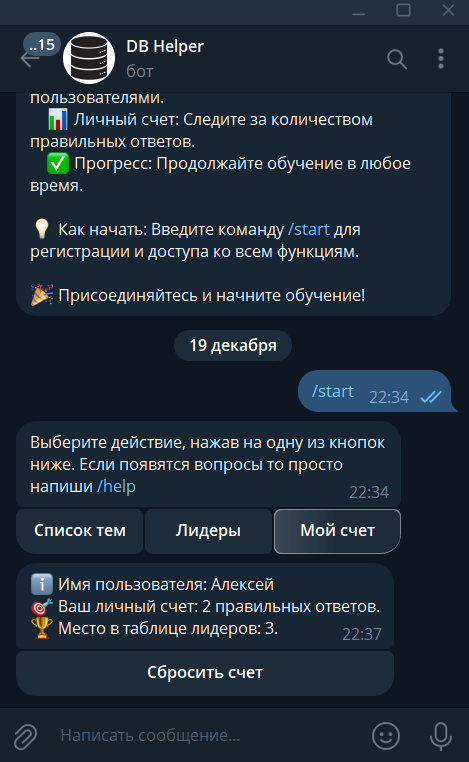 ..15
DB Helper
бот
пользователями.
📊 Личный счет: Следите за количеством
правильных ответов.
✅ Прогресс: Продолжайте обучение в любое
время.
💡 Как начать: Введите команду /start для
регистрации и доступа ко всем функциям.
🎉 Присоединяйтесь и начните обучение!
19 декабря
/start 22:34
Выберите действие, нажав на одну из кнопок
ниже. Если появятся вопросы то просто
напиши /help
22:34
Список тем Лидеры Мой счет
ℹ️ Имя пользователя: Алексей
🎯 Ваш личный счет: 2 правильных ответов.
🏆 Место в таблице лидеров: 3.
22:37
Сбросить счет
Написать сообщение...